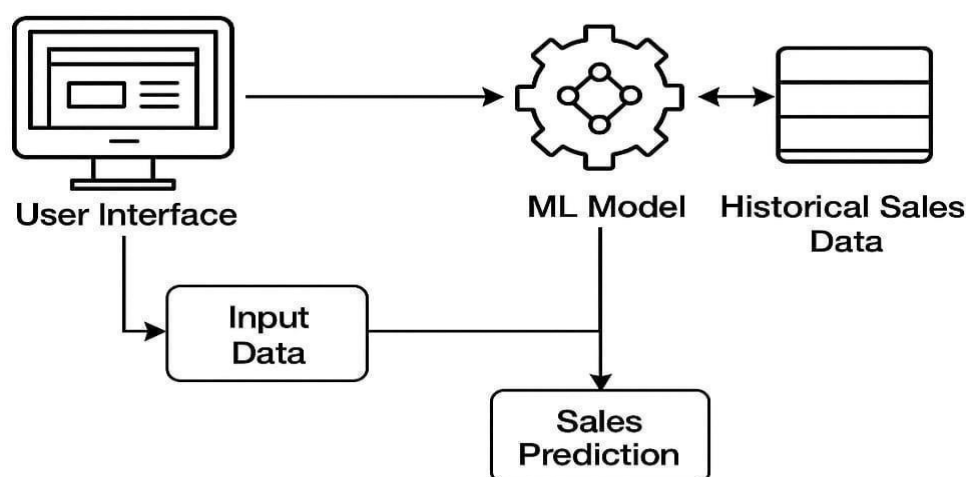 User Interface
ML Model
Historical Sales
Data
Input
Data
Sales
Prediction